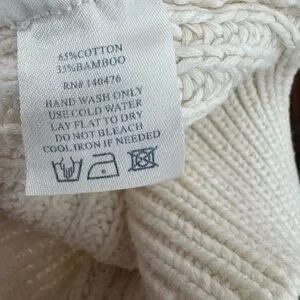 65%COTTON
35%BAMBOO
RN# 140476
HAND WASH ONLY
USE COLD WATER
LAY FLAT TO DRY
DO NOT BLEACH
COOL IRON IF NEEDED